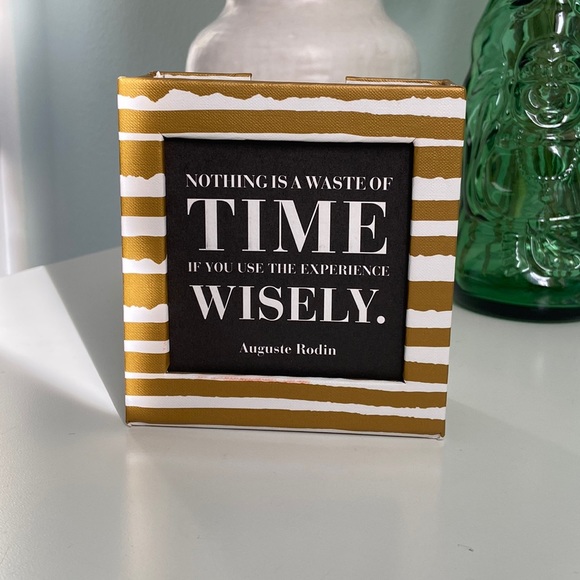 NOTHING IS A WASTE OF
TIME
IF YOU USE THE EXPERIENCE
WISELY.
Auguste Rodin